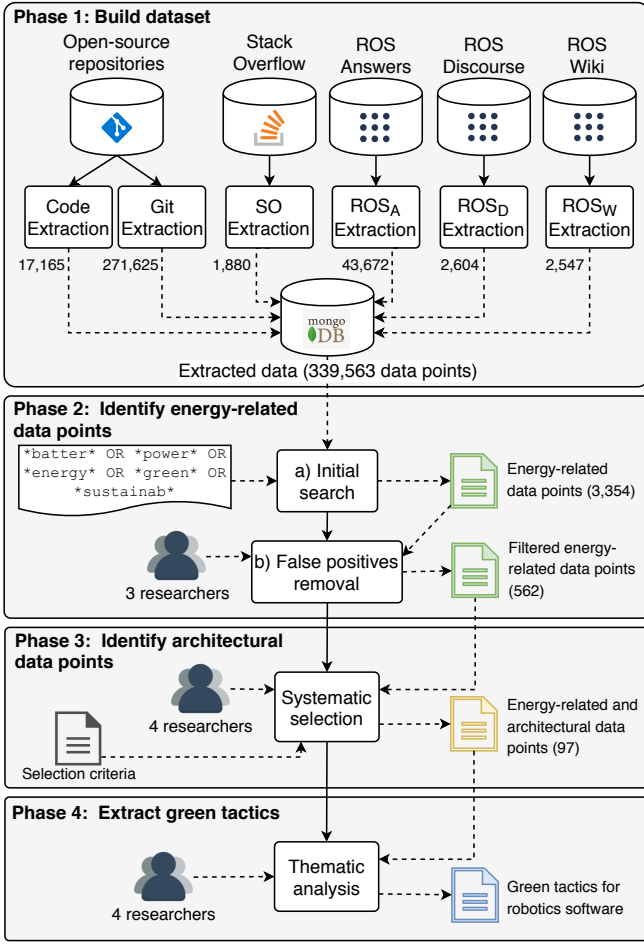 Phase 1: Build dataset
Open-source
repositories
Stack
Overflow
ROS
Answers
ROS
Discourse
ROS
Wiki
Code
Extraction
Git
Extraction
SO
Extraction
ROSA
Extraction
ROSD
Extraction
ROSW
Extraction
17,165
271,625
1,880
43,672
2,604
2,547
mongo
DB
Extracted data (339,563 data points)
Phase 2: Identify energy-related
data points
*batter* OR *power* OR
*energy* OR *green* OR
*sustainab*
a) Initial
search
Energy-related
data points (3,354)
3 researchers
b) False positives
removal
Filtered energy-
related data points
(562)
Phase 3: Identify architectural
data points
4 researchers
Systematic
selection
Energy-related and
architectural data
points (97)
Selection criteria
Phase 4: Extract green tactics
4 researchers
Thematic
analysis
Green tactics for
robotics software